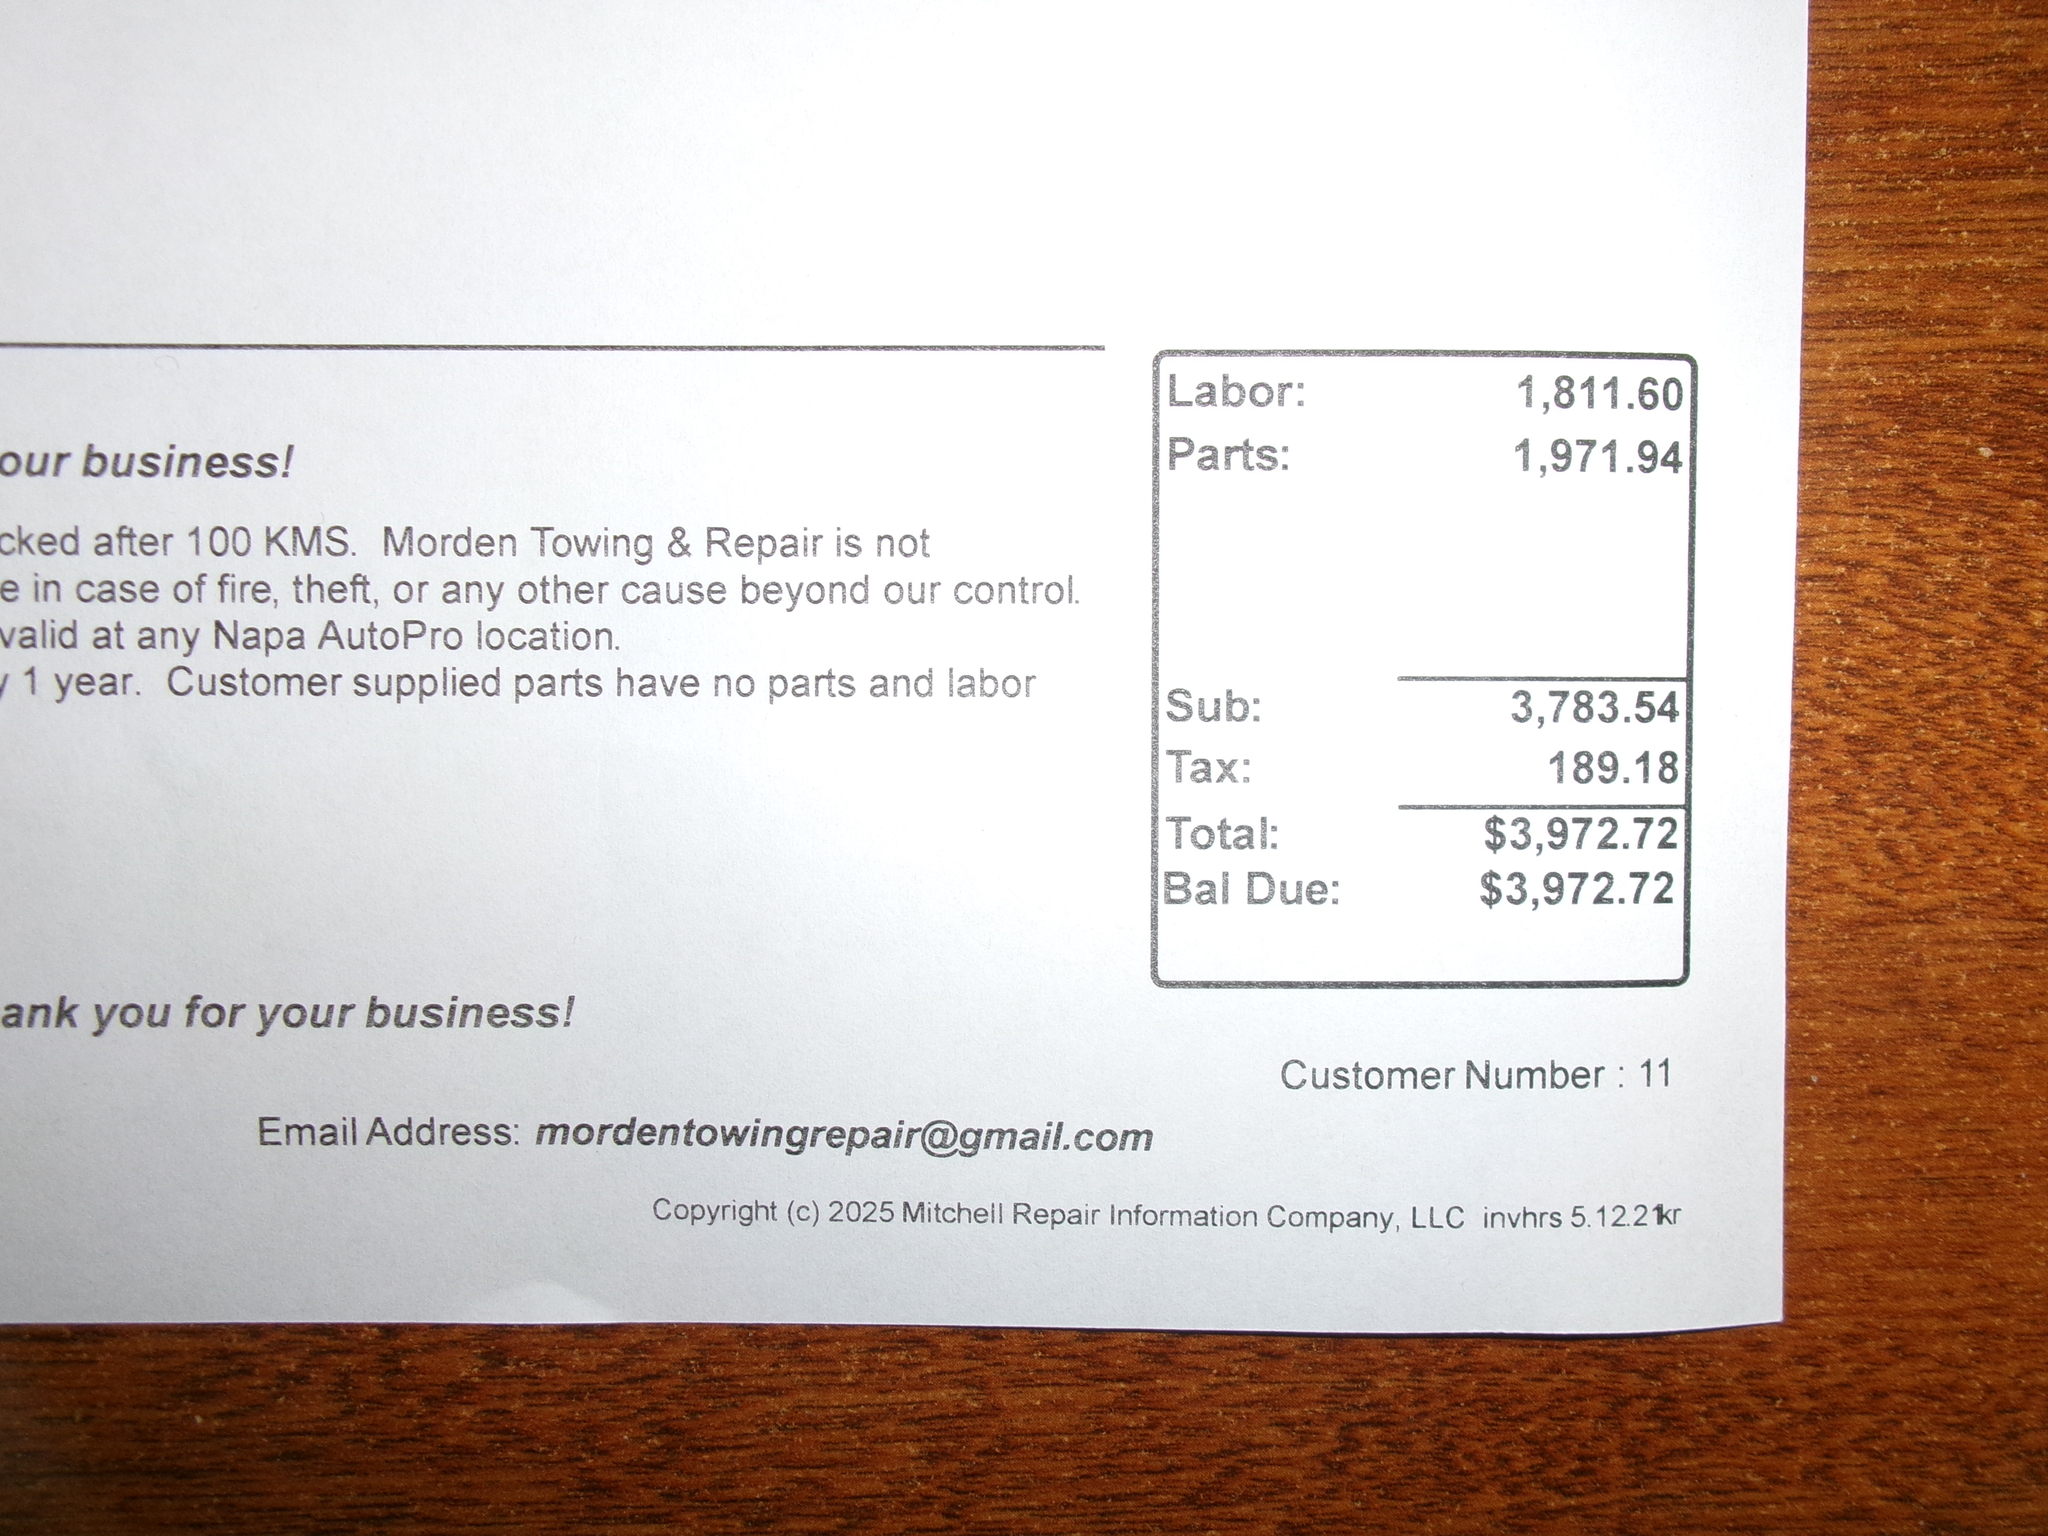 our business!
cked after 100 KMS. Morden Towing & Repair is not
e in case of fire, theft, or any other cause beyond our control.
valid at any Napa AutoPro location.
y 1 year. Customer supplied parts have no parts and labor
Labor: 1,811.60
Parts: 1,971.94
Sub: 3,783.54
Tax: 189.18
Total: $3,972.72
Bal Due: $3,972.72
ank you for your business!
Customer Number : 11
Email Address: mordentowingrepair@gmail.com
Copyright (c) 2025 Mitchell Repair Information Company, LLC invhrs 5.12.21kr